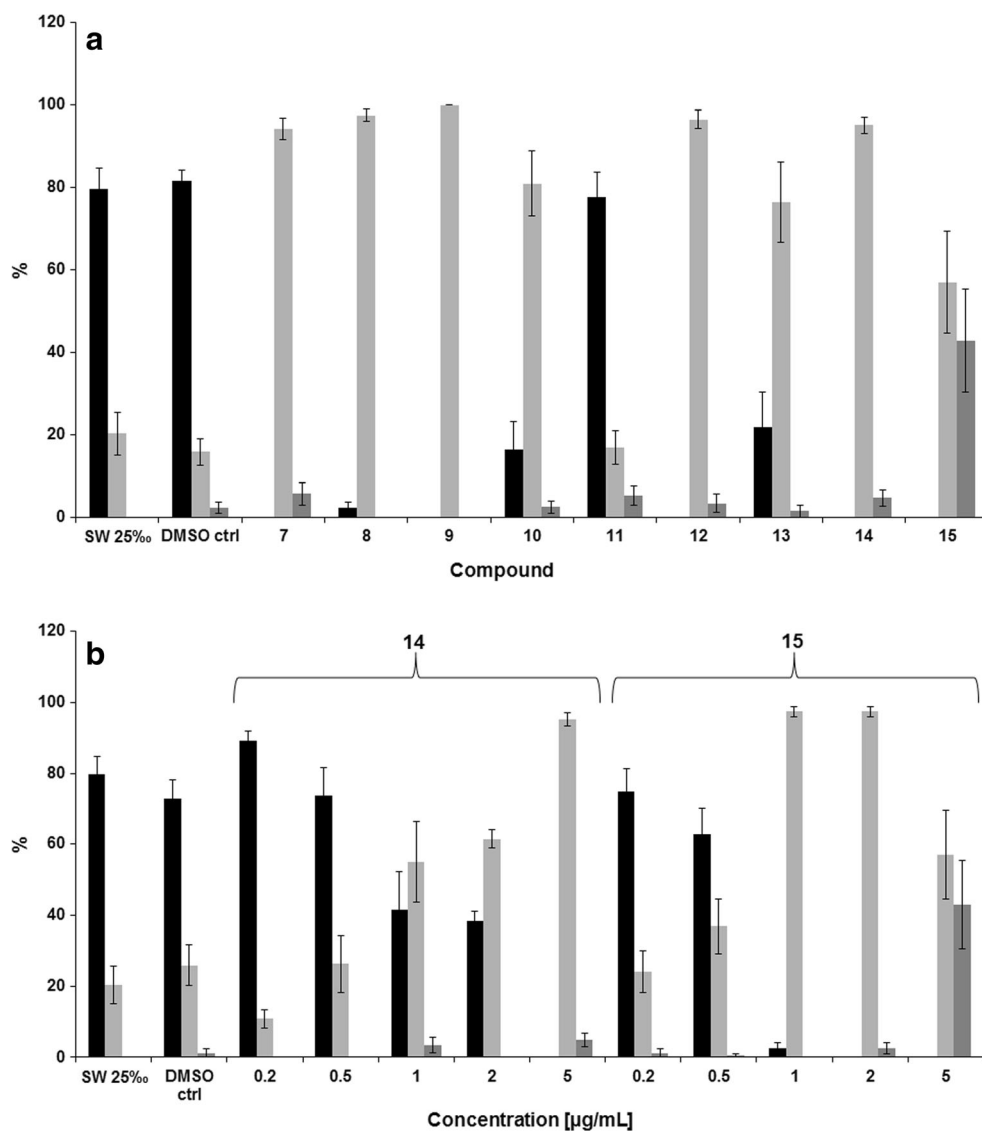 a
120
100
80
60
40
20
0
%
SW 25‰ DMSO ctrl 7 8 9 10 11 12 13 14 15
Compound
b
14 15
120
100
80
60
40
20
0
%
SW 25‰ DMSO ctrl 0.2 0.5 1 2 5 0.2 0.5 1 2 5
Concentration [µg/mL]